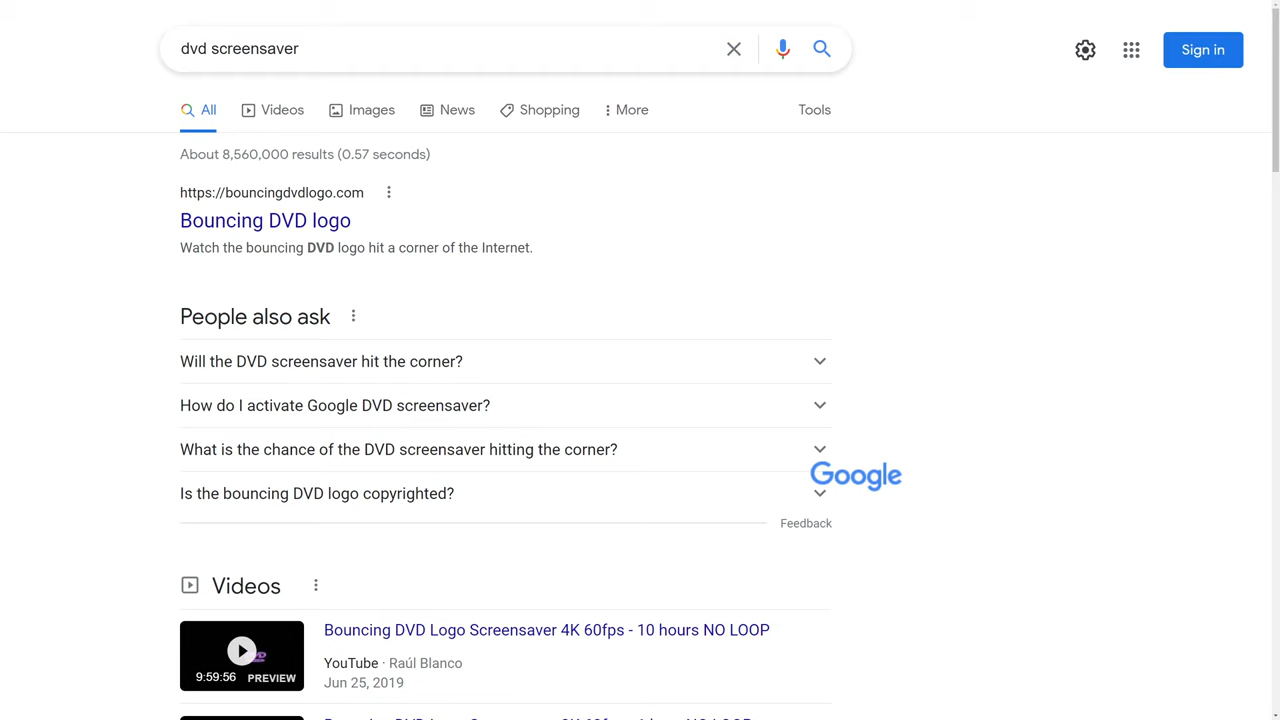 dvd screensaver
Sign in
All Videos Images News Shopping More Tools
About 8,560,000 results (0.57 seconds)
https://bouncingdvdlogo.com
Bouncing DVD logo
Watch the bouncing DVD logo hit a corner of the Internet.
People also ask
Will the DVD screensaver hit the corner?
How do I activate Google DVD screensaver?
What is the chance of the DVD screensaver hitting the corner?
Google
Is the bouncing DVD logo copyrighted?
Feedback
Videos
Bouncing DVD Logo Screensaver 4K 60fps - 10 hours NO LOOP
9:59:56 PREVIEW
YouTube · Raúl Blanco
Jun 25, 2019